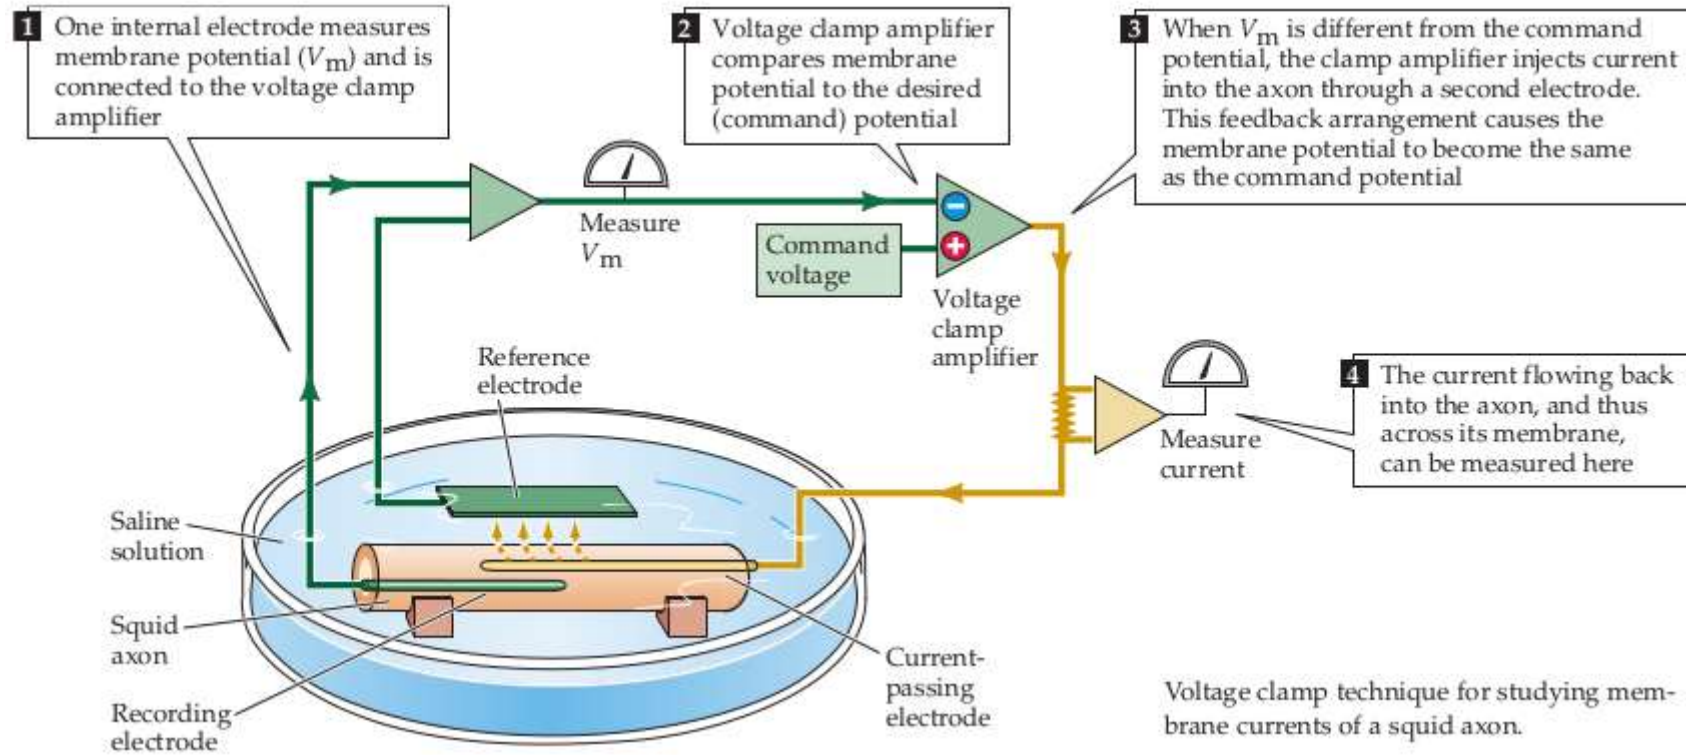 1 One internal electrode measures
membrane potential (Vm) and is
connected to the voltage clamp
amplifier
2 Voltage clamp amplifier
compares membrane
potential to the desired
(command) potential
3 When Vm is different from the command
potential, the clamp amplifier injects current
into the axon through a second electrode.
This feedback arrangement causes the
membrane potential to become the same
as the command potential
Measure
Vm
−
+
Command
voltage
Voltage
clamp
amplifier
Reference
electrode
4 The current flowing back
into the axon, and thus
across its membrane,
can be measured here
Measure
current
Saline
solution
Squid
axon
Recording
electrode
Current-
passing
electrode
Voltage clamp technique for studying mem-
brane currents of a squid axon.